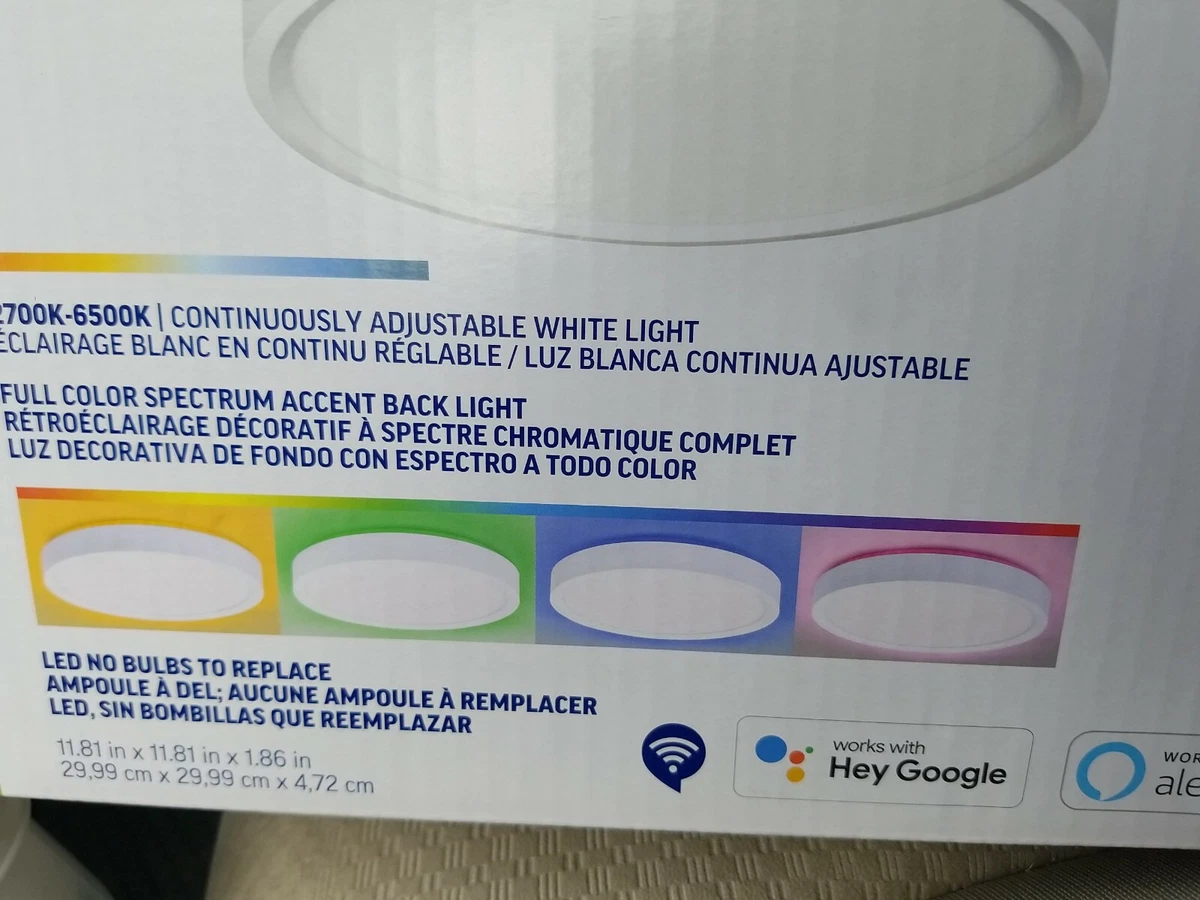 2700K-6500K | CONTINUOUSLY ADJUSTABLE WHITE LIGHT
ÉCLAIRAGE BLANC EN CONTINU RÉGLABLE / LUZ BLANCA CONTINUA AJUSTABLE
FULL COLOR SPECTRUM ACCENT BACK LIGHT
RÉTROÉCLAIRAGE DÉCORATIF À SPECTRE CHROMATIQUE COMPLET
LUZ DECORATIVA DE FONDO CON ESPECTRO A TODO COLOR
LED NO BULBS TO REPLACE
AMPOULE À DEL; AUCUNE AMPOULE À REMPLACER
LED, SIN BOMBILLAS QUE REEMPLAZAR
11.81 in x 11.81 in x 1.86 in
29,99 cm x 29,99 cm x 4,72 cm
works with
Hey Google